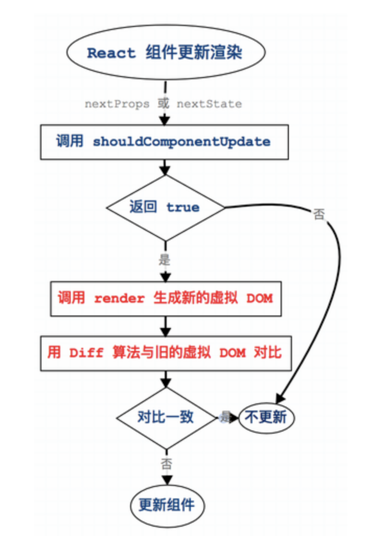 React 组件更新渲染
nextProps 或 nextState
调用 shouldComponentUpdate
返回 true
否
是
调用 render 生成新的虚拟 DOM
用 Diff 算法与旧的虚拟 DOM 对比
对比一致
是
不更新
否
更新组件